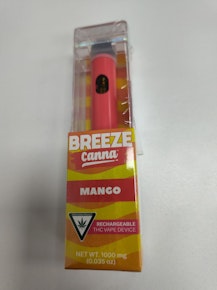 BREEZE
Canna
MANGO
RECHARGEABLE
THC VAPE DEVICE
NET WT. 1000 mg
(0.035 oz)